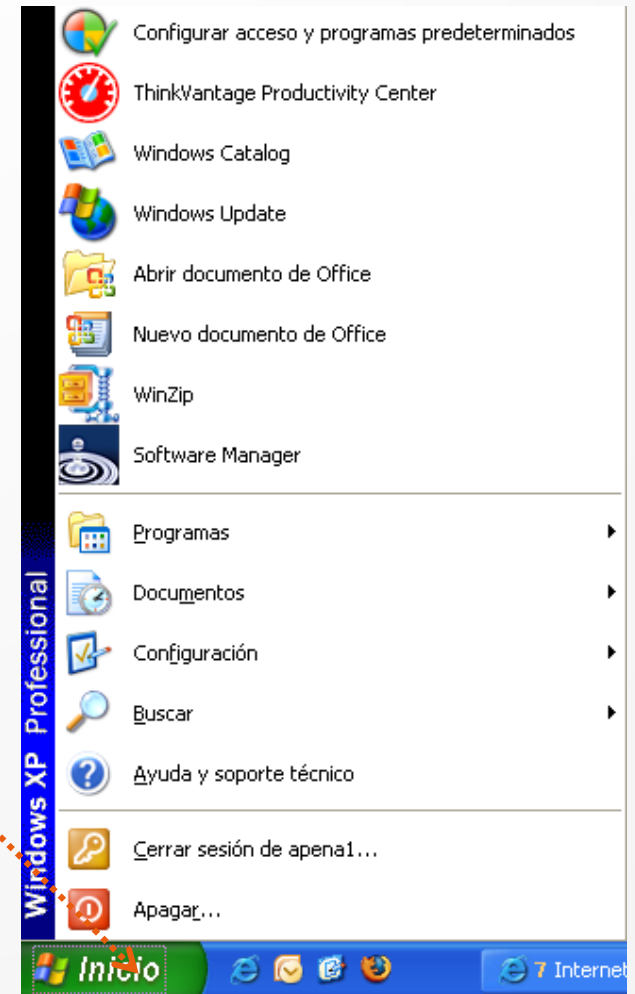 Configurar acceso y programas predeterminados
ThinkVantage Productivity Center
Windows Catalog
Windows Update
Abrir documento de Office
Nuevo documento de Office
WinZip
Software Manager
Programas
Documentos
Configuración
Buscar
Ayuda y soporte técnico
Cerrar sesión de apena1...
Apagar...
Windows XP Professional
Inicio
7 Internet